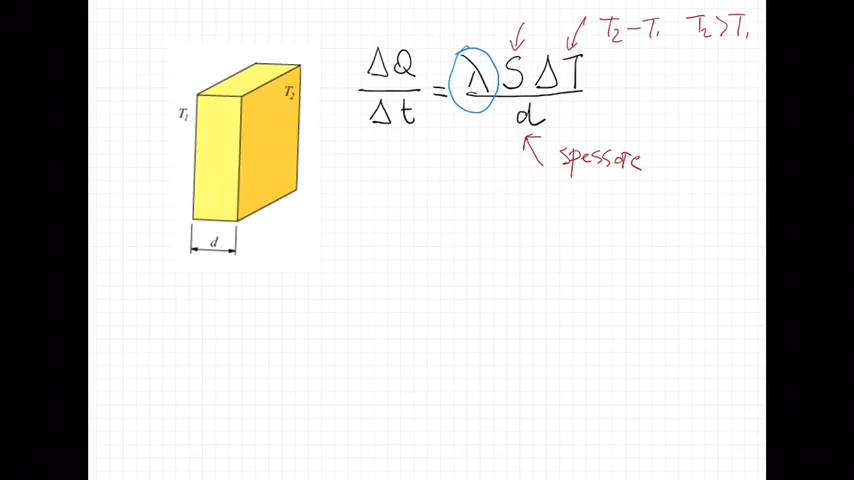 T₂-T₁ T₂>T₁
ΔQ/Δt = λSΔT/d
spessore
T₁
T₂
d